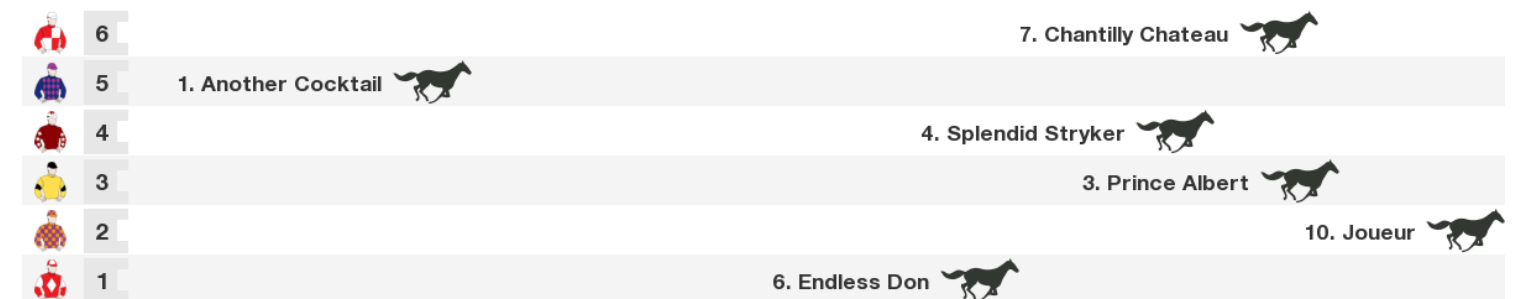 6 7. Chantilly Chateau
5 1. Another Cocktail
4 4. Splendid Stryker
3 3. Prince Albert
2 10. Joueur
1 6. Endless Don